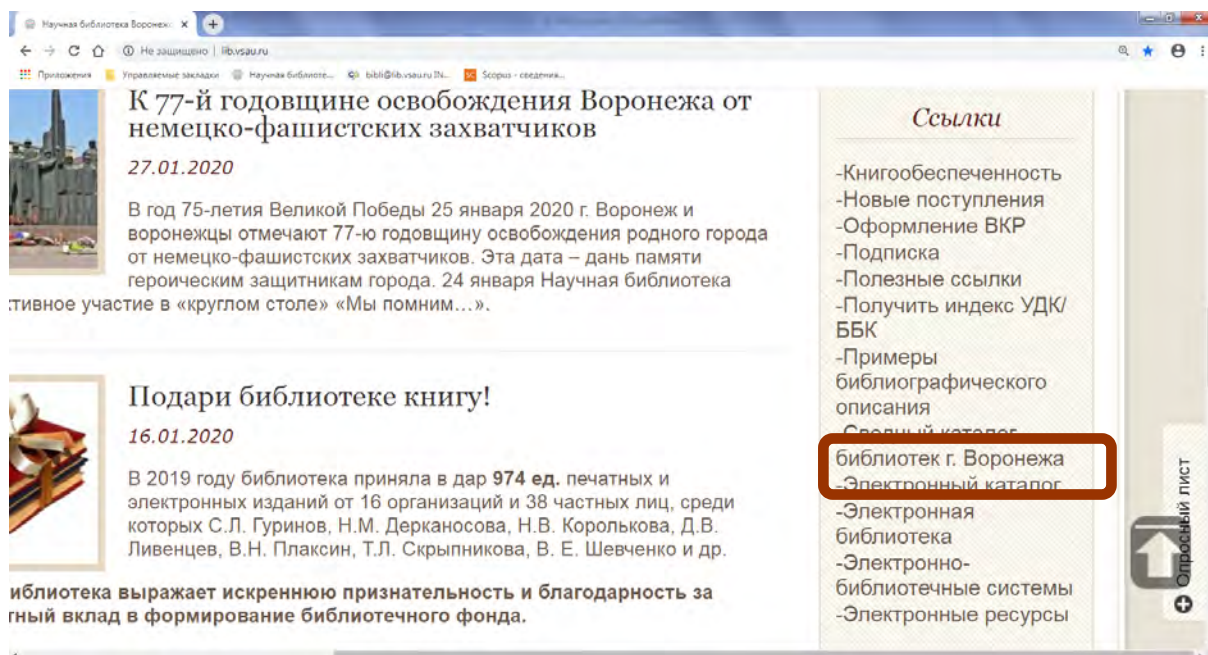 Научная библиотека Воронеж
Не защищено | lib.vsau.ru
Приложения Управляемые закладки Научная библиоте... bibli@lib.vsau.ru IN... Scopus - сведения...
К 77-й годовщине освобождения Воронежа от
немецко-фашистских захватчиков
27.01.2020
В год 75-летия Великой Победы 25 января 2020 г. Воронеж и
воронежцы отмечают 77-ю годовщину освобождения родного города
от немецко-фашистских захватчиков. Эта дата – дань памяти
героическим защитникам города. 24 января Научная библиотека
тивное участие в «круглом столе» «Мы помним...».
Подари библиотеке книгу!
16.01.2020
В 2019 году библиотека приняла в дар 974 ед. печатных и
электронных изданий от 16 организаций и 38 частных лиц, среди
которых С.Л. Гуринов, Н.М. Дерканосова, Н.В. Королькова, Д.В.
Ливенцев, В.Н. Плаксин, Т.Л. Скрыпникова, В. Е. Шевченко и др.
иблиотека выражает искреннюю признательность и благодарность за
тный вклад в формирование библиотечного фонда.
Ссылки
-Книгообеспеченность
-Новые поступления
-Оформление ВКР
-Подписка
-Полезные ссылки
-Получить индекс УДК/
ББК
-Примеры
библиографического
описания
-Сводный каталог
библиотек г. Воронежа
-Электронный каталог
-Электронная
библиотека
-Электронно-
библиотечные системы
-Электронные ресурсы
Опросный лист